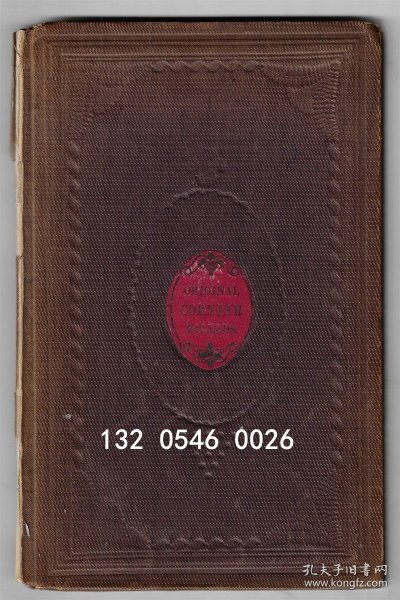 ORIGINAL
CORNISH
BALLADS
132 0546 0026
孔夫子旧书网
www.kongfz.com